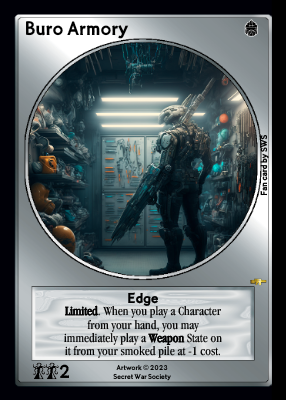 Buro Armory
Fan card by SWS
Edge
Limited. When you play a Character
from your hand, you may
immediately play a Weapon State on
it from your smoked pile at -1 cost.
2
Artwork © 2023
Secret War Society